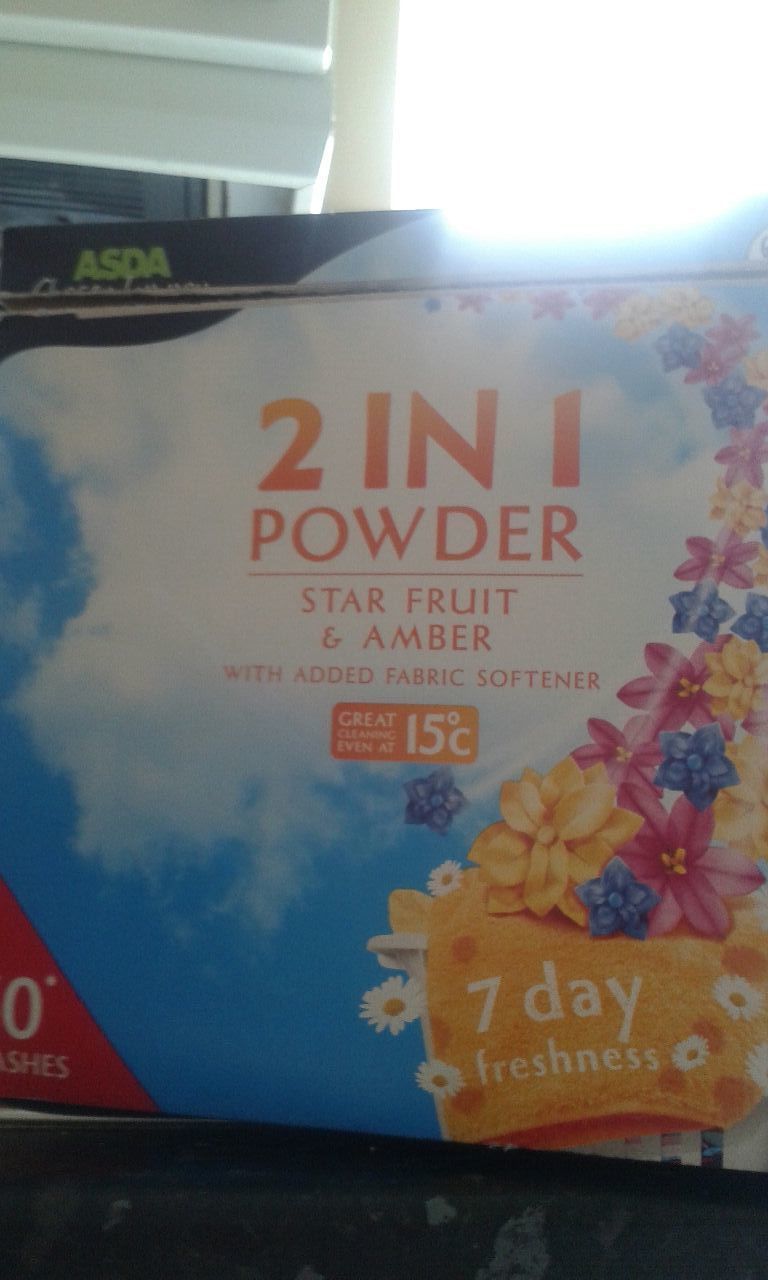 ASDA
2 IN 1
POWDER
STAR FRUIT
& AMBER
WITH ADDED FABRIC SOFTENER
GREAT
CLEANING
EVEN AT
15°C
7 day
freshness
0*